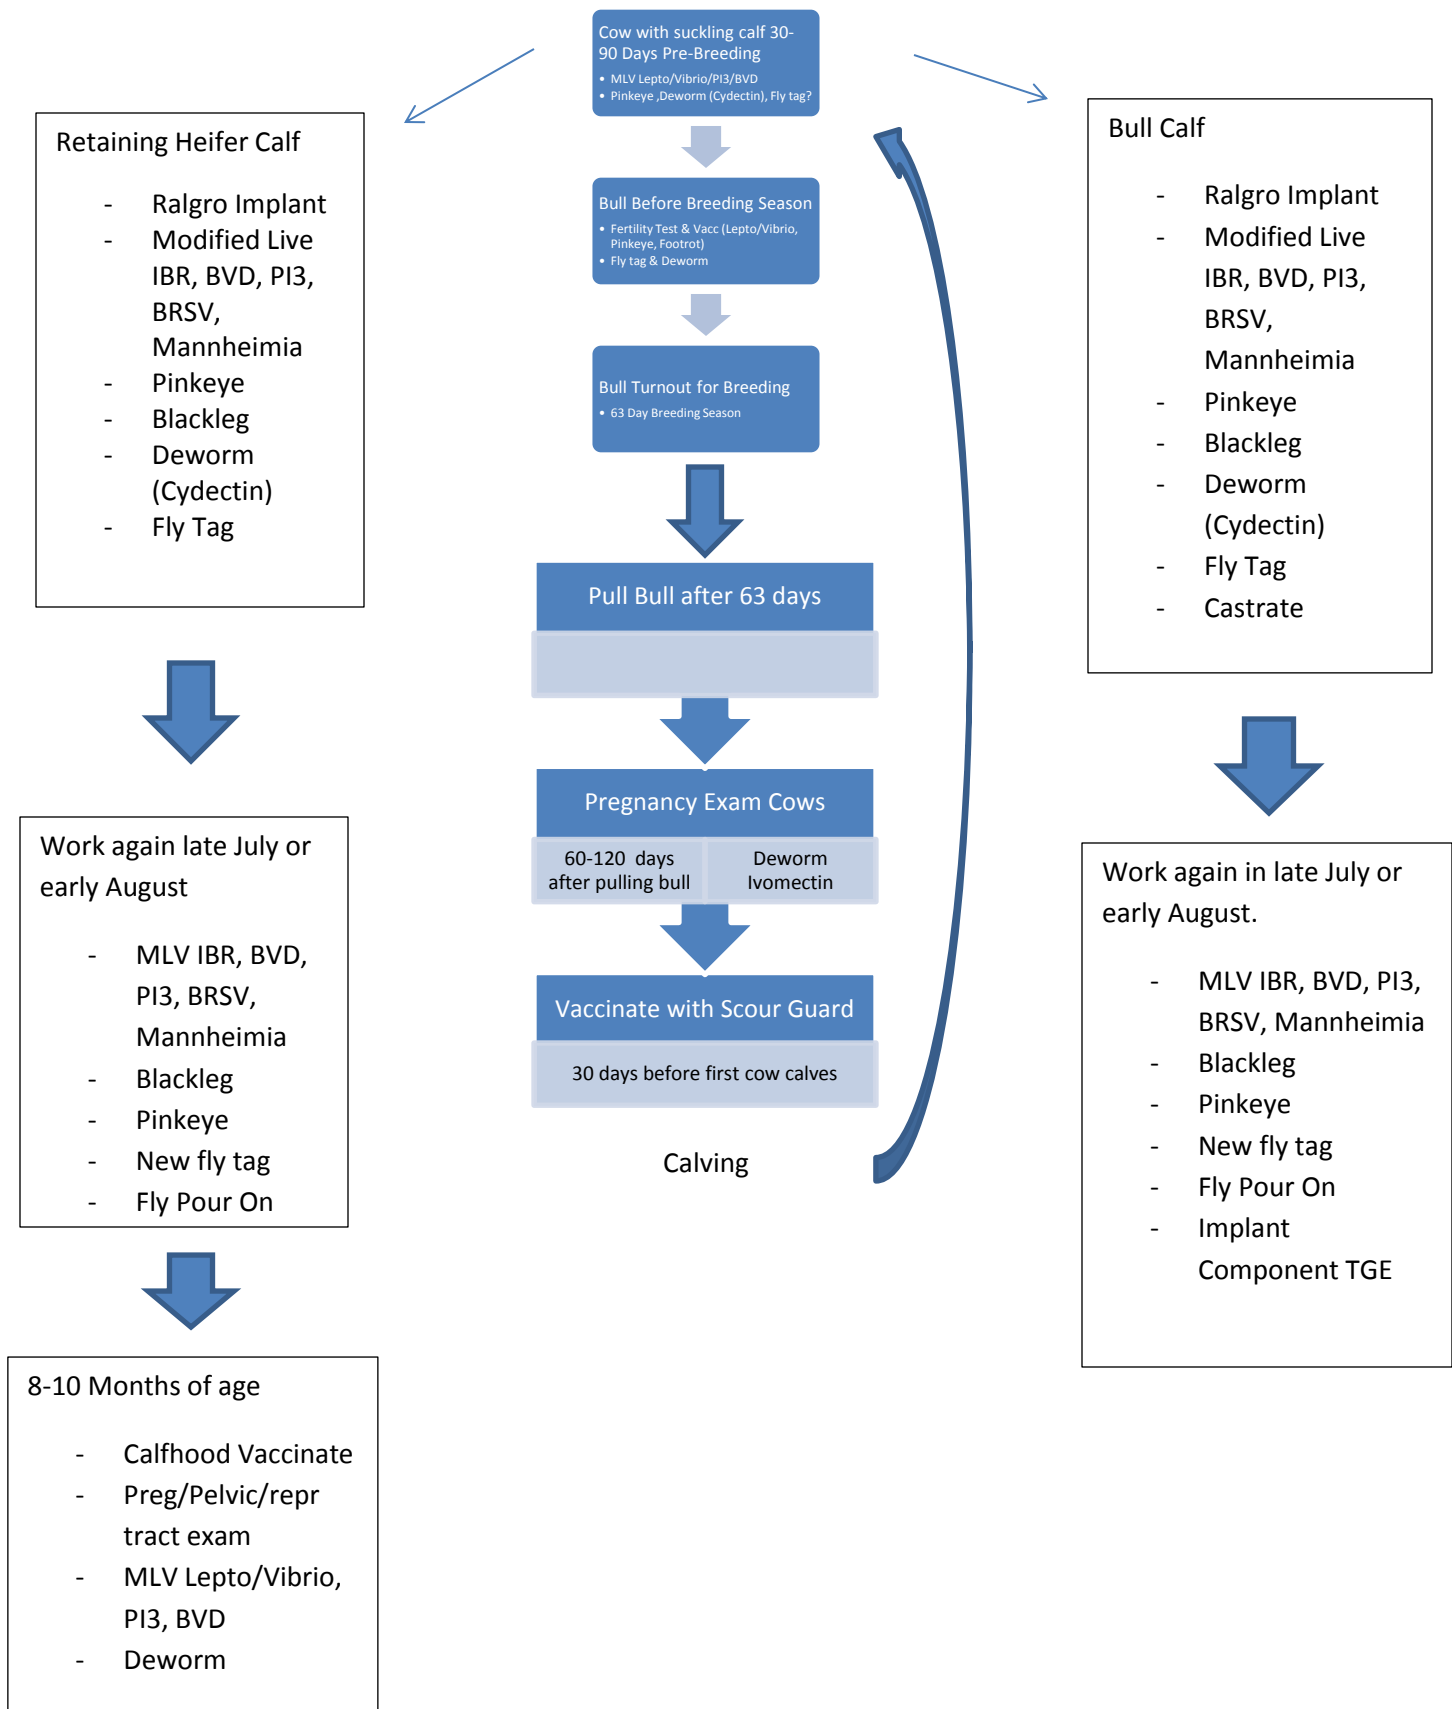 Cow with suckling calf 30-
90 Days Pre-Breeding
• MLV Lepto/Vibrio/PI3/BVD
• Pinkeye ,Deworm (Cydectin), Fly tag?
Bull Before Breeding Season
• Fertility Test & Vacc (Lepto/Vibrio,
Pinkeye, Footrot)
• Fly tag & Deworm
Bull Turnout for Breeding
• 63 Day Breeding Season
Pull Bull after 63 days
Pregnancy Exam Cows
60-120 days
after pulling bull
Deworm
Ivomectin
Vaccinate with Scour Guard
30 days before first cow calves
Calving
Retaining Heifer Calf
- Ralgro Implant
- Modified Live
IBR, BVD, PI3,
BRSV,
Mannheimia
- Pinkeye
- Blackleg
- Deworm
(Cydectin)
- Fly Tag
Work again late July or
early August
- MLV IBR, BVD,
PI3, BRSV,
Mannheimia
- Blackleg
- Pinkeye
- New fly tag
- Fly Pour On
8-10 Months of age
- Calfhood Vaccinate
- Preg/Pelvic/repr
tract exam
- MLV Lepto/Vibrio,
PI3, BVD
- Deworm
Bull Calf
- Ralgro Implant
- Modified Live
IBR, BVD, PI3,
BRSV,
Mannheimia
- Pinkeye
- Blackleg
- Deworm
(Cydectin)
- Fly Tag
- Castrate
Work again in late July or
early August.
- MLV IBR, BVD, PI3,
BRSV, Mannheimia
- Blackleg
- Pinkeye
- New fly tag
- Fly Pour On
- Implant
Component TGE